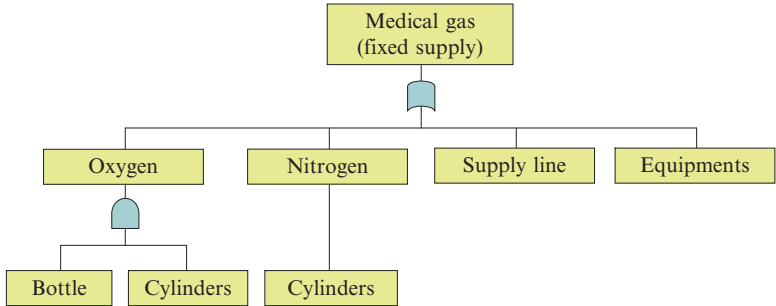 Medical gas
(fixed supply)
Oxygen
Nitrogen
Supply line
Equipments
Bottle
Cylinders
Cylinders